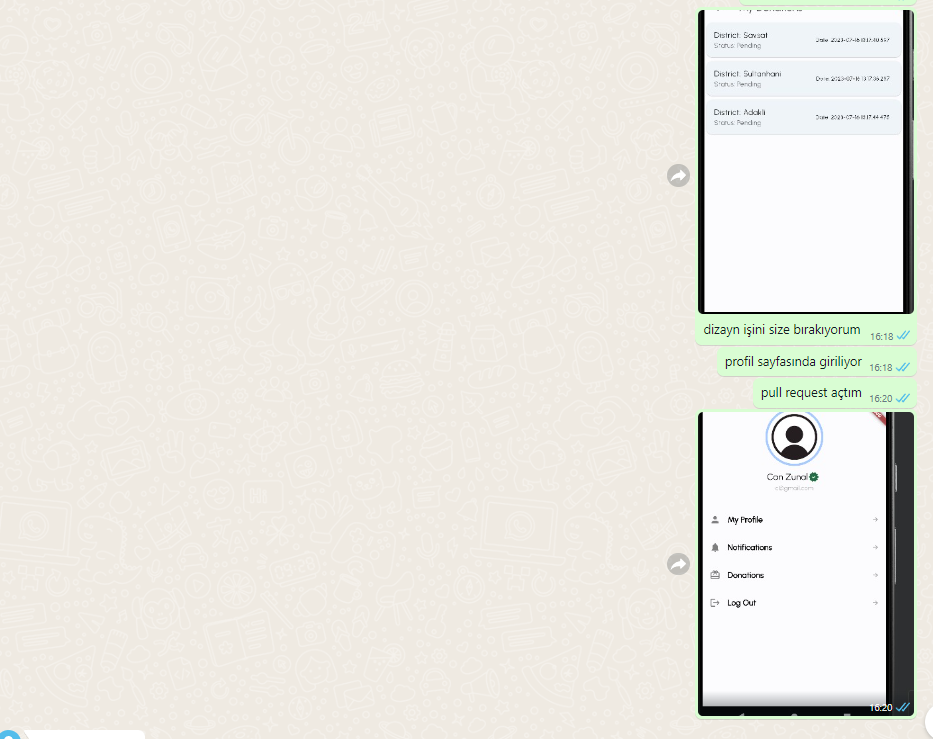 District: Savsat
Status: Pending
District: Sultanhani
Status: Pending
District: Adakli
Status: Pending
dizayn işini size bırakıyorum
16:18
profil sayfasında giriliyor
16:18
pull request açtım
16:20
Can Zunal
My Profile
Notifications
Donations
Log Out
16:20